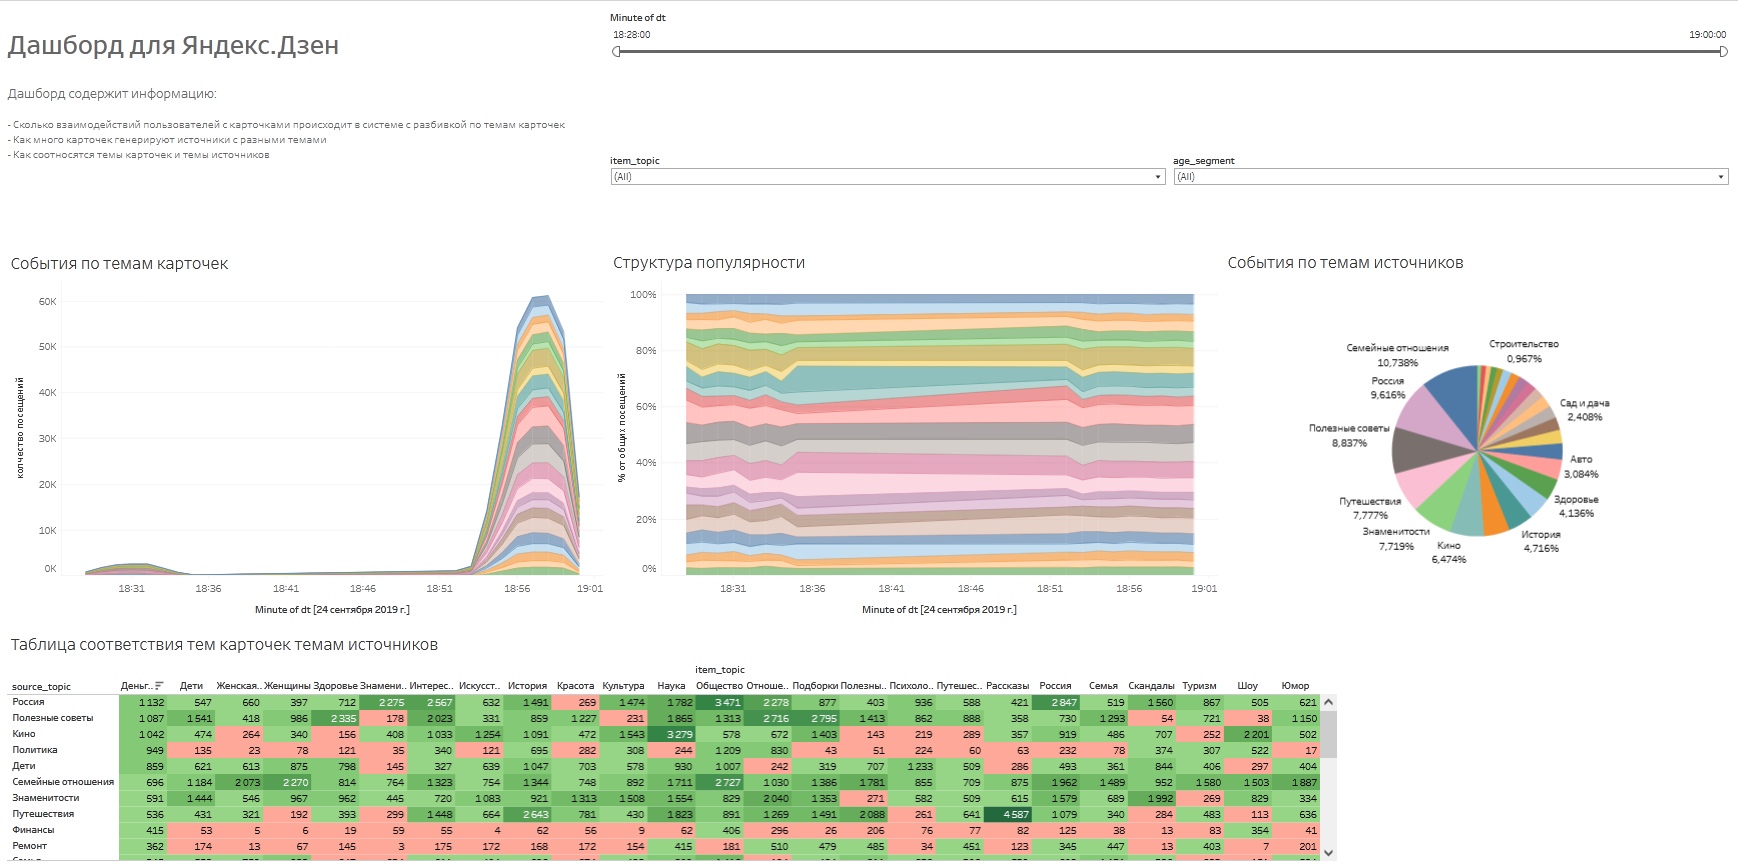 Дашборд для Яндекс.Дзен
Дашборд содержит информацию:
- Сколько взаимодействий пользователей с карточками происходит в системе с разбивкой по темам карточек
- Как много карточек генерируют источники с разными темами
- Как соотносятся темы карточек и темы источников
Minute of dt
18:28:00 19:00:00
item_topic age_segment
(All) (All)
События по темам карточек
60K
50K
40K
30K
20K
10K
0K
колчество посещений
18:31 18:36 18:41 18:46 18:51 18:56 19:01
Minute of dt [24 сентября 2019 г.]
Структура популярности
100%
80%
60%
40%
20%
0%
% от общих посещений
18:31 18:36 18:41 18:46 18:51 18:56 19:01
Minute of dt [24 сентября 2019 г.]
События по темам источников
Семейные отношения
10,738%
Строительство
0,967%
Россия
9,616%
Сад и дача
2,408%
Полезные советы
8,837%
Авто
3,084%
Путешествия
7,777%
Здоровье
4,136%
Знаменитости
7,719%
История
4,716%
Кино
6,474%
Таблица соответствия тем карточек темам источников
item_topic
source_topic Деньг.. Дети Женская.. Женщины Здоровье Знамени.. Интерес.. Искусст.. История Красота Культура Наука Общество Отноше.. Подборки Полезны.. Психоло.. Путешес.. Рассказы Россия Семья Скандалы Туризм Шоу Юмор
Россия 1 132 547 660 397 712 2 275 2 567 632 1 491 269 1 474 1 782 3 471 2 278 877 403 936 588 421 2 847 519 1 560 867 505 621
Полезные советы 1 087 1 541 418 986 2 335 178 2 023 331 859 1 227 231 1 865 1 313 2 716 2 795 1 413 862 888 358 730 1 293 54 721 38 1 150
Кино 1 042 474 264 340 156 408 1 033 1 254 1 091 472 1 543 3 279 578 672 1 403 143 219 289 357 919 486 707 252 2 201 502
Политика 949 135 23 78 121 35 340 121 695 282 308 244 1 209 830 43 51 224 60 63 232 78 374 307 522 17
Дети 859 621 613 875 798 145 327 639 1 047 703 578 930 1 007 242 319 707 1 233 509 286 493 361 844 406 297 404
Семейные отношения 696 1 184 2 073 2 270 814 764 1 323 754 1 344 748 892 1 711 2 727 1 030 1 386 1 781 855 709 875 1 962 1 489 952 1 580 1 503 1 887
Знаменитости 591 1 444 546 967 962 445 720 1 083 921 1 313 1 508 1 554 829 2 040 1 353 271 582 509 615 1 579 689 1 992 269 829 334
Путешествия 536 431 321 192 393 299 1 448 664 2 643 781 430 1 823 891 1 269 1 491 2 088 261 641 4 587 1 079 340 284 483 113 636
Финансы 415 53 5 6 19 59 55 4 62 56 9 62 406 296 26 206 76 77 82 125 38 13 83 354 41
Ремонт 362 174 13 67 145 3 175 172 168 172 154 415 181 510 479 485 34 451 123 345 447 13 403 7 201